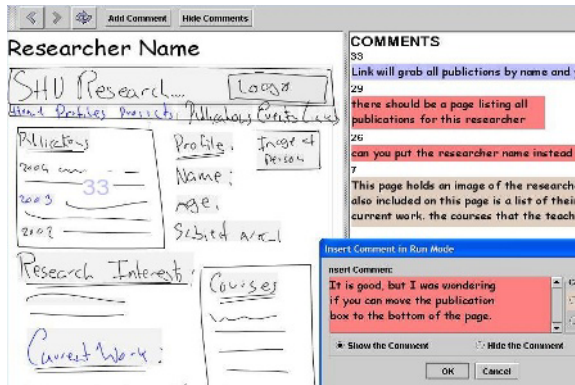 Add Comment Hide Comments
Researcher Name
SHU Research...
Logo
Home Profiles Projects Publications Events Links
Publications
2004
33
2003
2002
Profile:
Image of Person
Name:
Age:
Subject Area
Research Interests:
Courses
Current Work:
COMMENTS
33
Link will grab all publictions by name and
29
there should be a page listing all
publications for this researcher
26
can you put the researcher name instead
7
This page holds an image of the research
also included on this page is a list of thei
current work. the courses that the teach
Insert Comment in Run Mode
Insert Comment:
It is good, but I was wondering
if you can move the publication
box to the bottom of the page.
Show the Comment Hide the Comment
OK Cancel